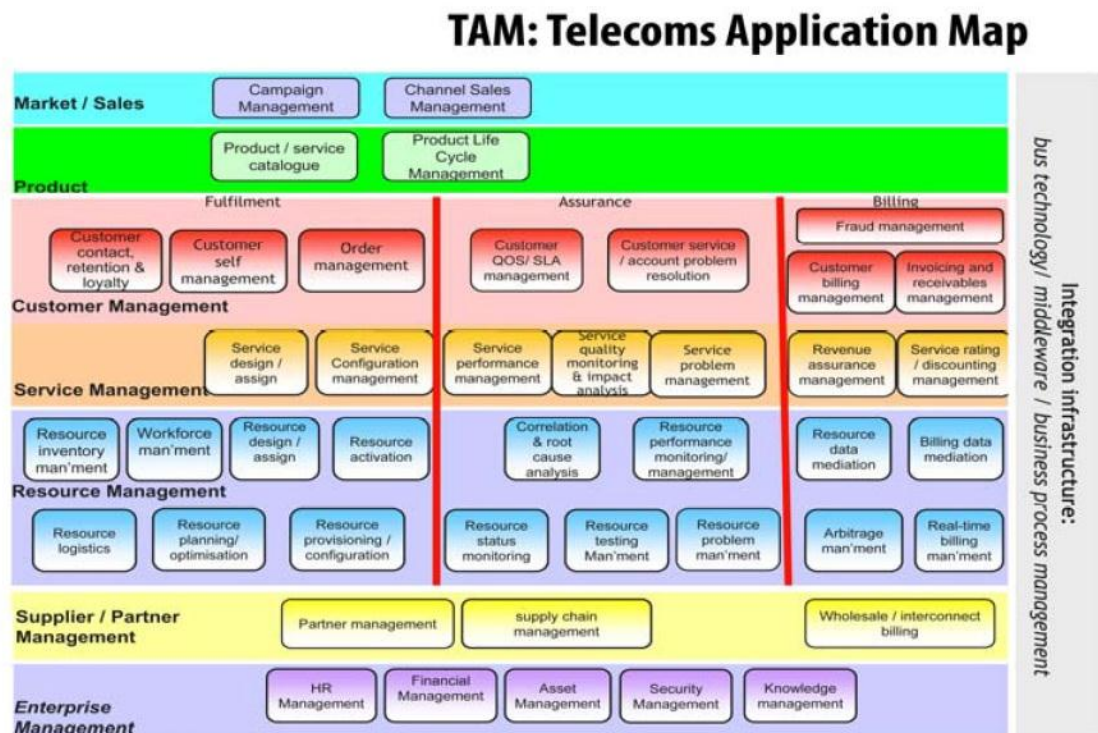 TAM: Telecoms Application Map
Market / Sales
Campaign
Management
Channel Sales
Management
Product
Product / service
catalogue
Product Life
Cycle
Management
Fulfilment
Assurance
Billing
Customer
contact,
retention &
loyalty
Customer
self
management
Order
management
Customer
QOS/ SLA
management
Customer service
/ account problem
resolution
Fraud management
Customer
billing
management
Invoicing and
receivables
management
Customer Management
Service
design /
assign
Service
Configuration
management
Service
performance
management
Service
quality
monitoring
& impact
analysis
Service
problem
management
Revenue
assurance
management
Service rating
/ discounting
management
Service Management
Resource
inventory
man'ment
Workforce
man'ment
Resource
design /
assign
Resource
activation
Correlation
& root
cause
analysis
Resource
performance
monitoring/
management
Resource
data
mediation
Billing data
mediation
Resource Management
Resource
logistics
Resource
planning/
optimisation
Resource
provisioning /
configuration
Resource
status
monitoring
Resource
testing
Man'ment
Resource
problem
man'ment
Arbitrage
man'ment
Real-time
billing
man'ment
Supplier / Partner
Management
Partner management
supply chain
management
Wholesale / interconnect
billing
Enterprise
Management
HR
Management
Financial
Management
Asset
Management
Security
Management
Knowledge
management
Integration infrastructure:
bus technology/ middleware / business process management